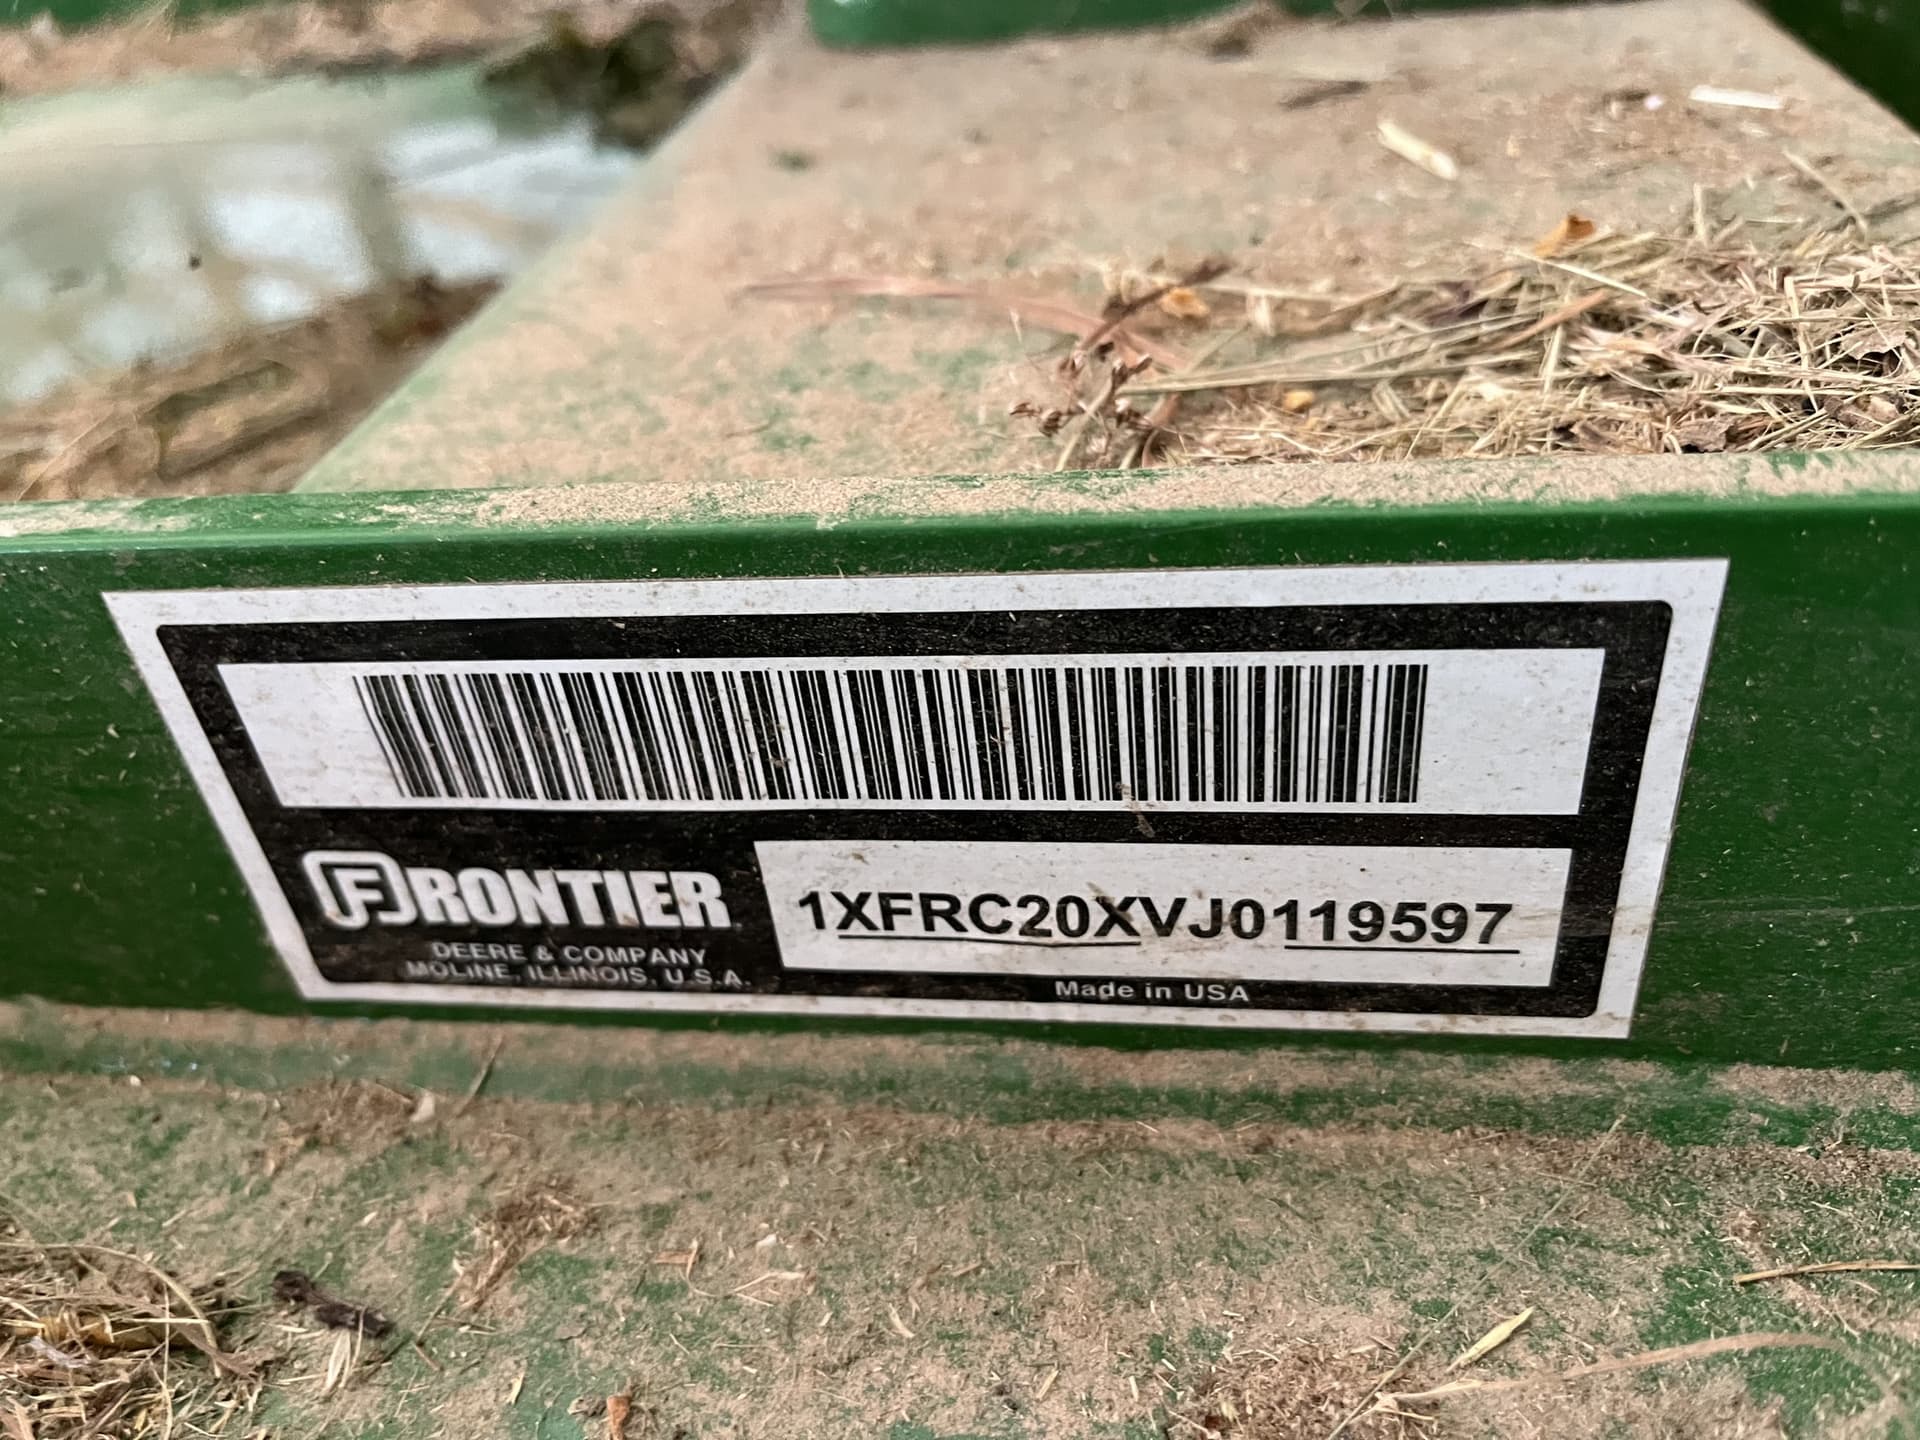 FRONTIER
DEERE & COMPANY
MOLINE, ILLINOIS, U.S.A.
1XFRC20XVJ0119597
Made in USA